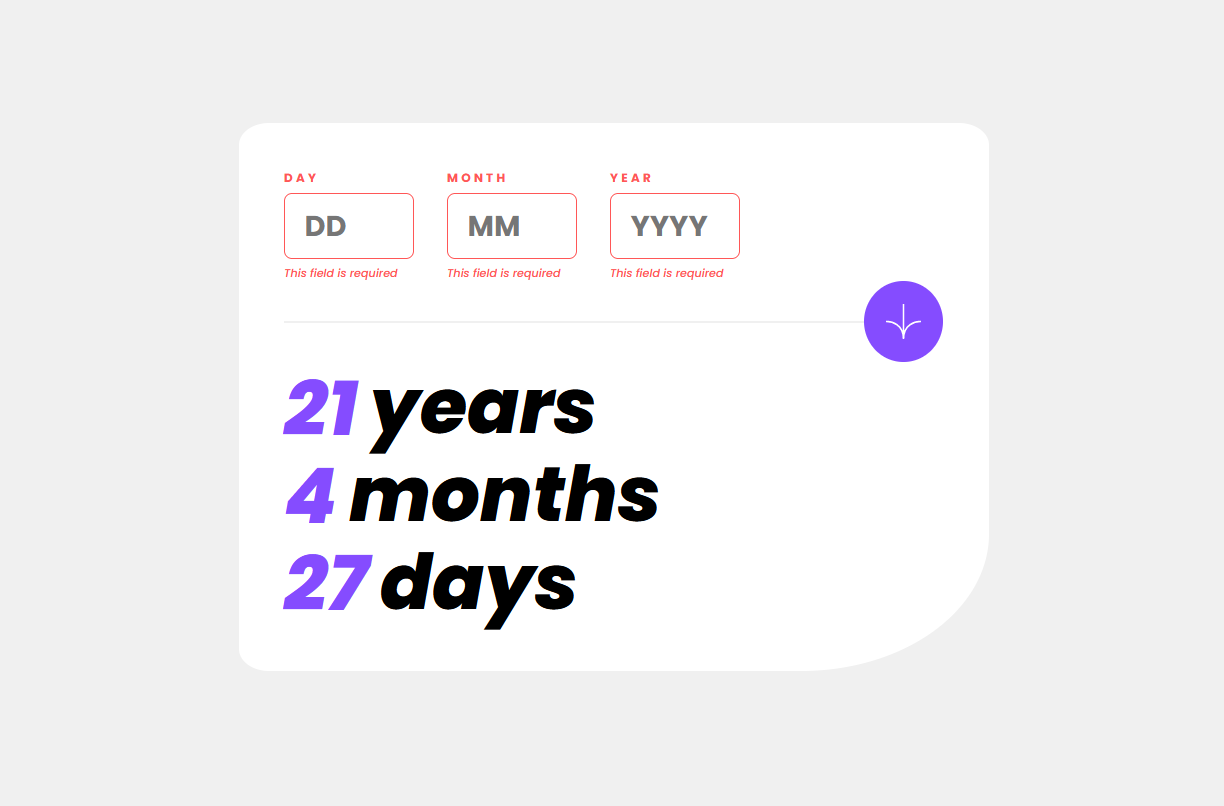 DAY MONTH YEAR
DD MM YYYY
This field is required This field is required This field is required
21 years
4 months
27 days